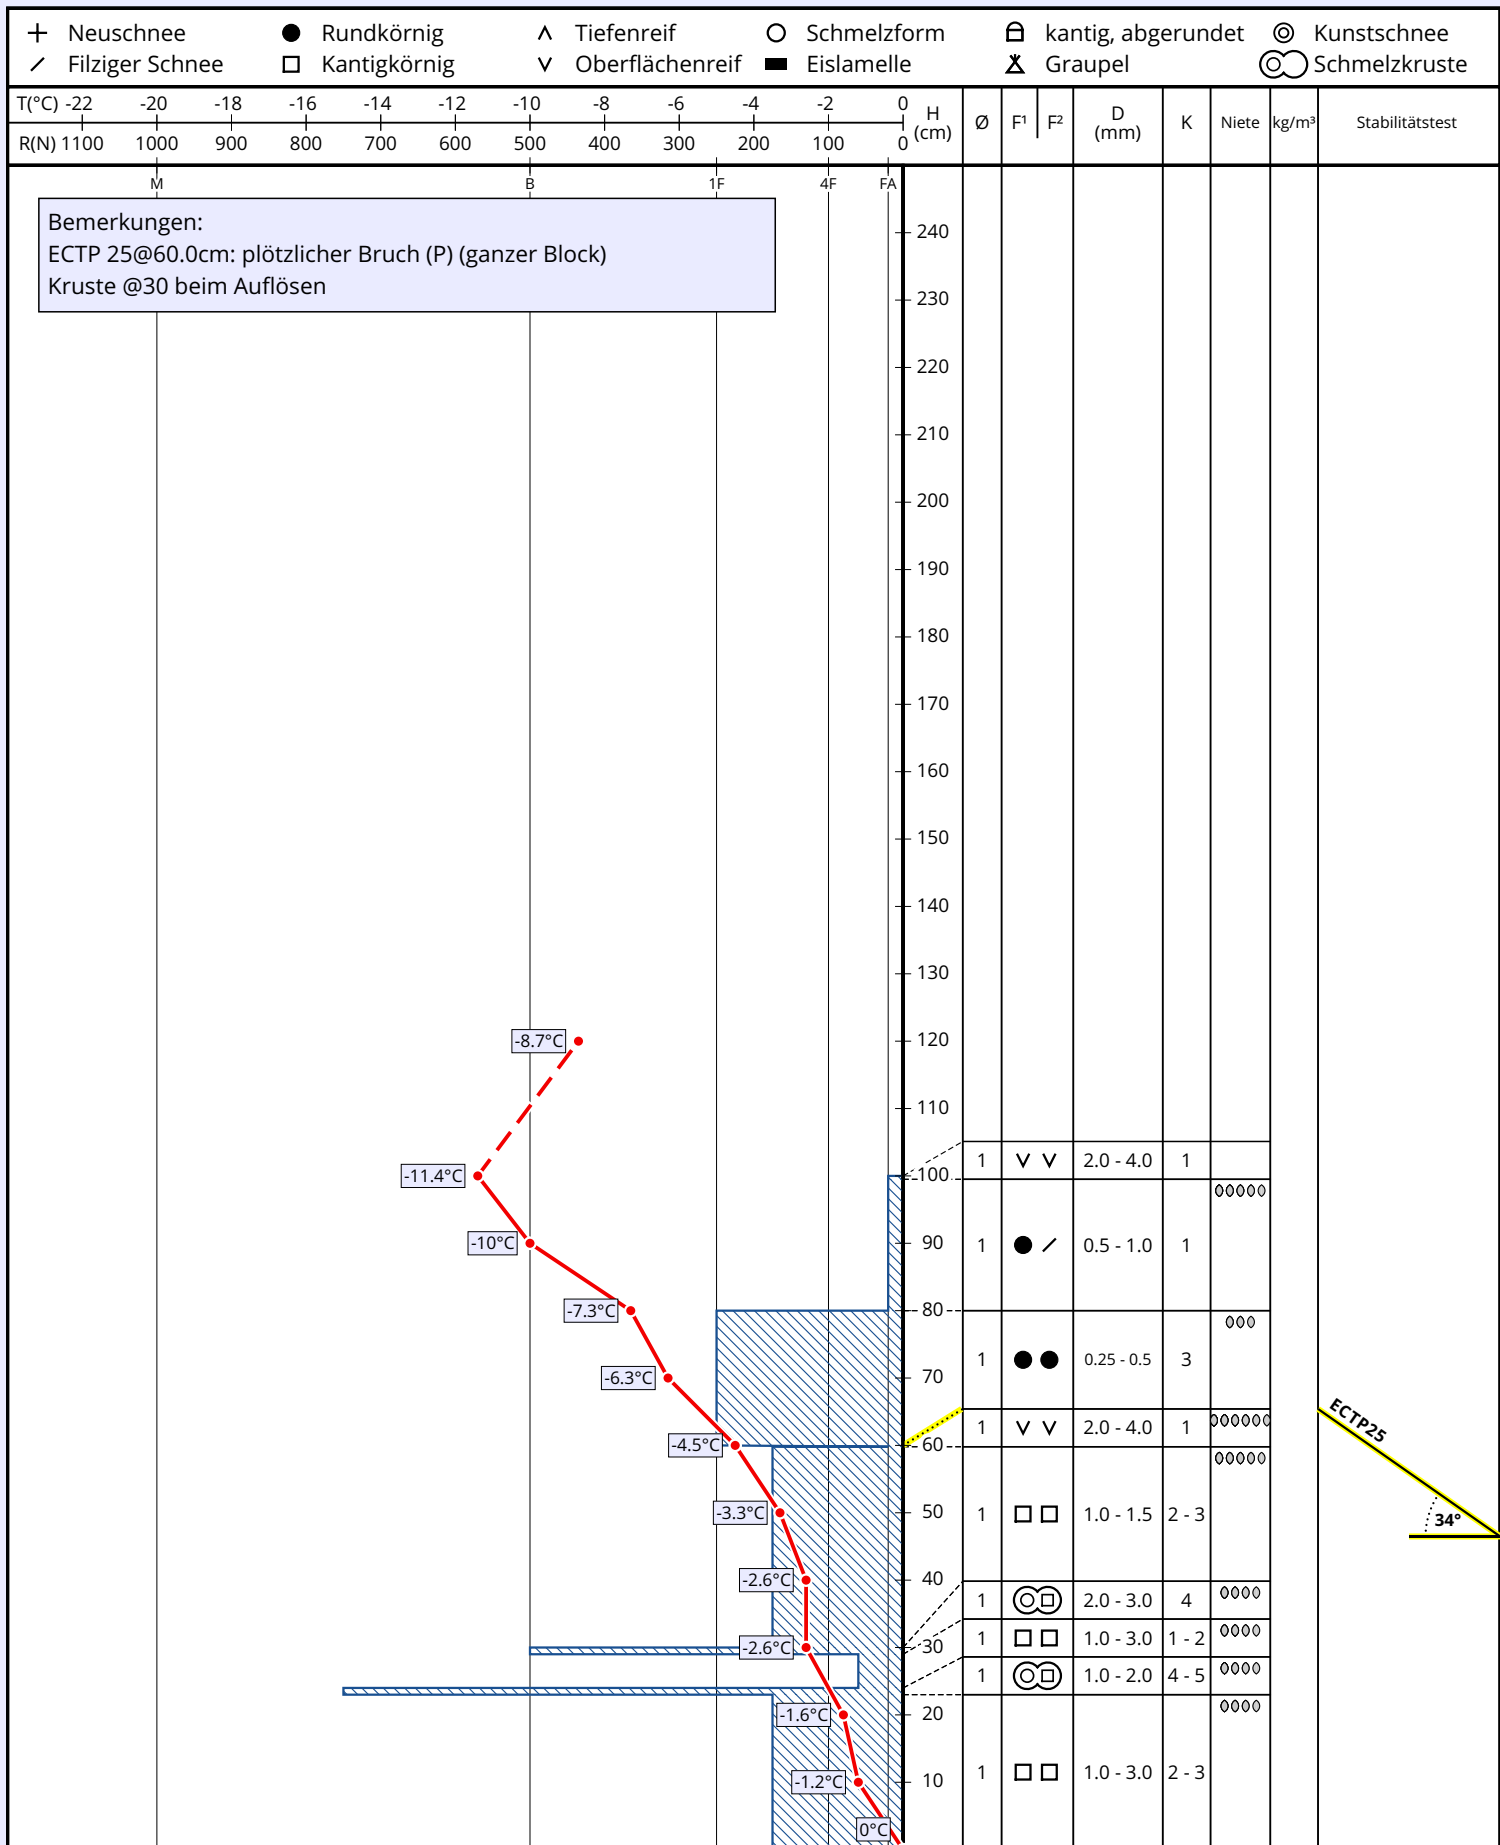 Neuschnee Rundkörnig Tiefenreif Schmelzform kantig, abgerundet Kunstschnee
Filziger Schnee Kantigkörnig Oberflächenreif Eislamelle Graupel Schmelzkruste
T(°C) -22 -20 -18 -16 -14 -12 -10 -8 -6 -4 -2 0
R(N) 1100 1000 900 800 700 600 500 400 300 200 100 0
H (cm) Ø F¹ F² D (mm) K Niete kg/m³ Stabilitätstest
M B 1F 4F FA
Bemerkungen:
ECTP 25@60.0cm: plötzlicher Bruch (P) (ganzer Block)
Kruste @30 beim Auflösen
240
230
220
210
200
190
180
170
160
150
140
130
-8.7°C 120
110
1 2.0 - 4.0 1
-11.4°C 100
-10°C 90 1 0.5 - 1.0 1
-7.3°C 80
1 0.25 - 0.5 3
-6.3°C 70
1 2.0 - 4.0 1 ECTP25
-4.5°C 60
-3.3°C 50 1 1.0 - 1.5 2 - 3 34°
-2.6°C 40
1 2.0 - 3.0 4
-2.6°C 30 1 1.0 - 3.0 1 - 2
1 1.0 - 2.0 4 - 5
-1.6°C 20
-1.2°C 10 1 1.0 - 3.0 2 - 3
0°C